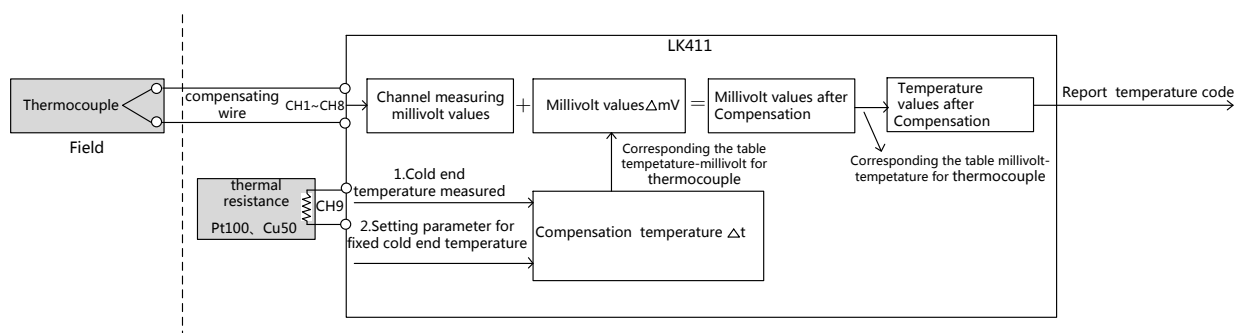 LK411
Thermocouple
Field
compensating
wire
CH1~CH8
Channel measuring
millivolt values
+
Millivolt values△mV
=
Millivolt values after
Compensation
Temperature
values after
Compensation
Report temperature code
Corresponding the table
tempetature-millivolt for
thermocouple
Corresponding the table millivolt-
tempetature for thermocouple
thermal
resistance
Pt100、Cu50
CH9
1.Cold end
temperature measured
2.Setting parameter for
fixed cold end temperature
Compensation temperature △t